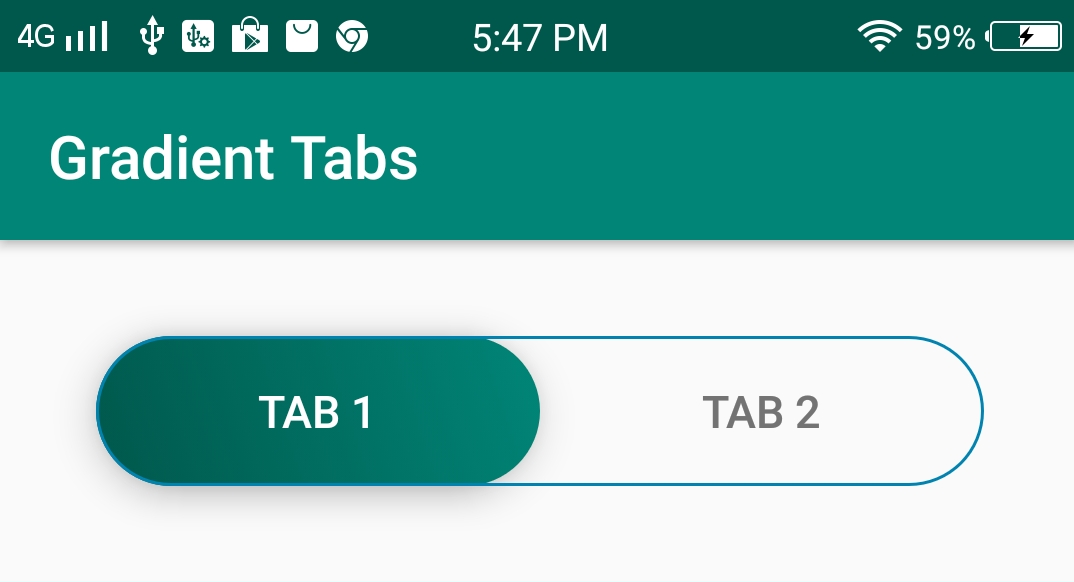 4G 5:47 PM 59%
Gradient Tabs
TAB 1 TAB 2